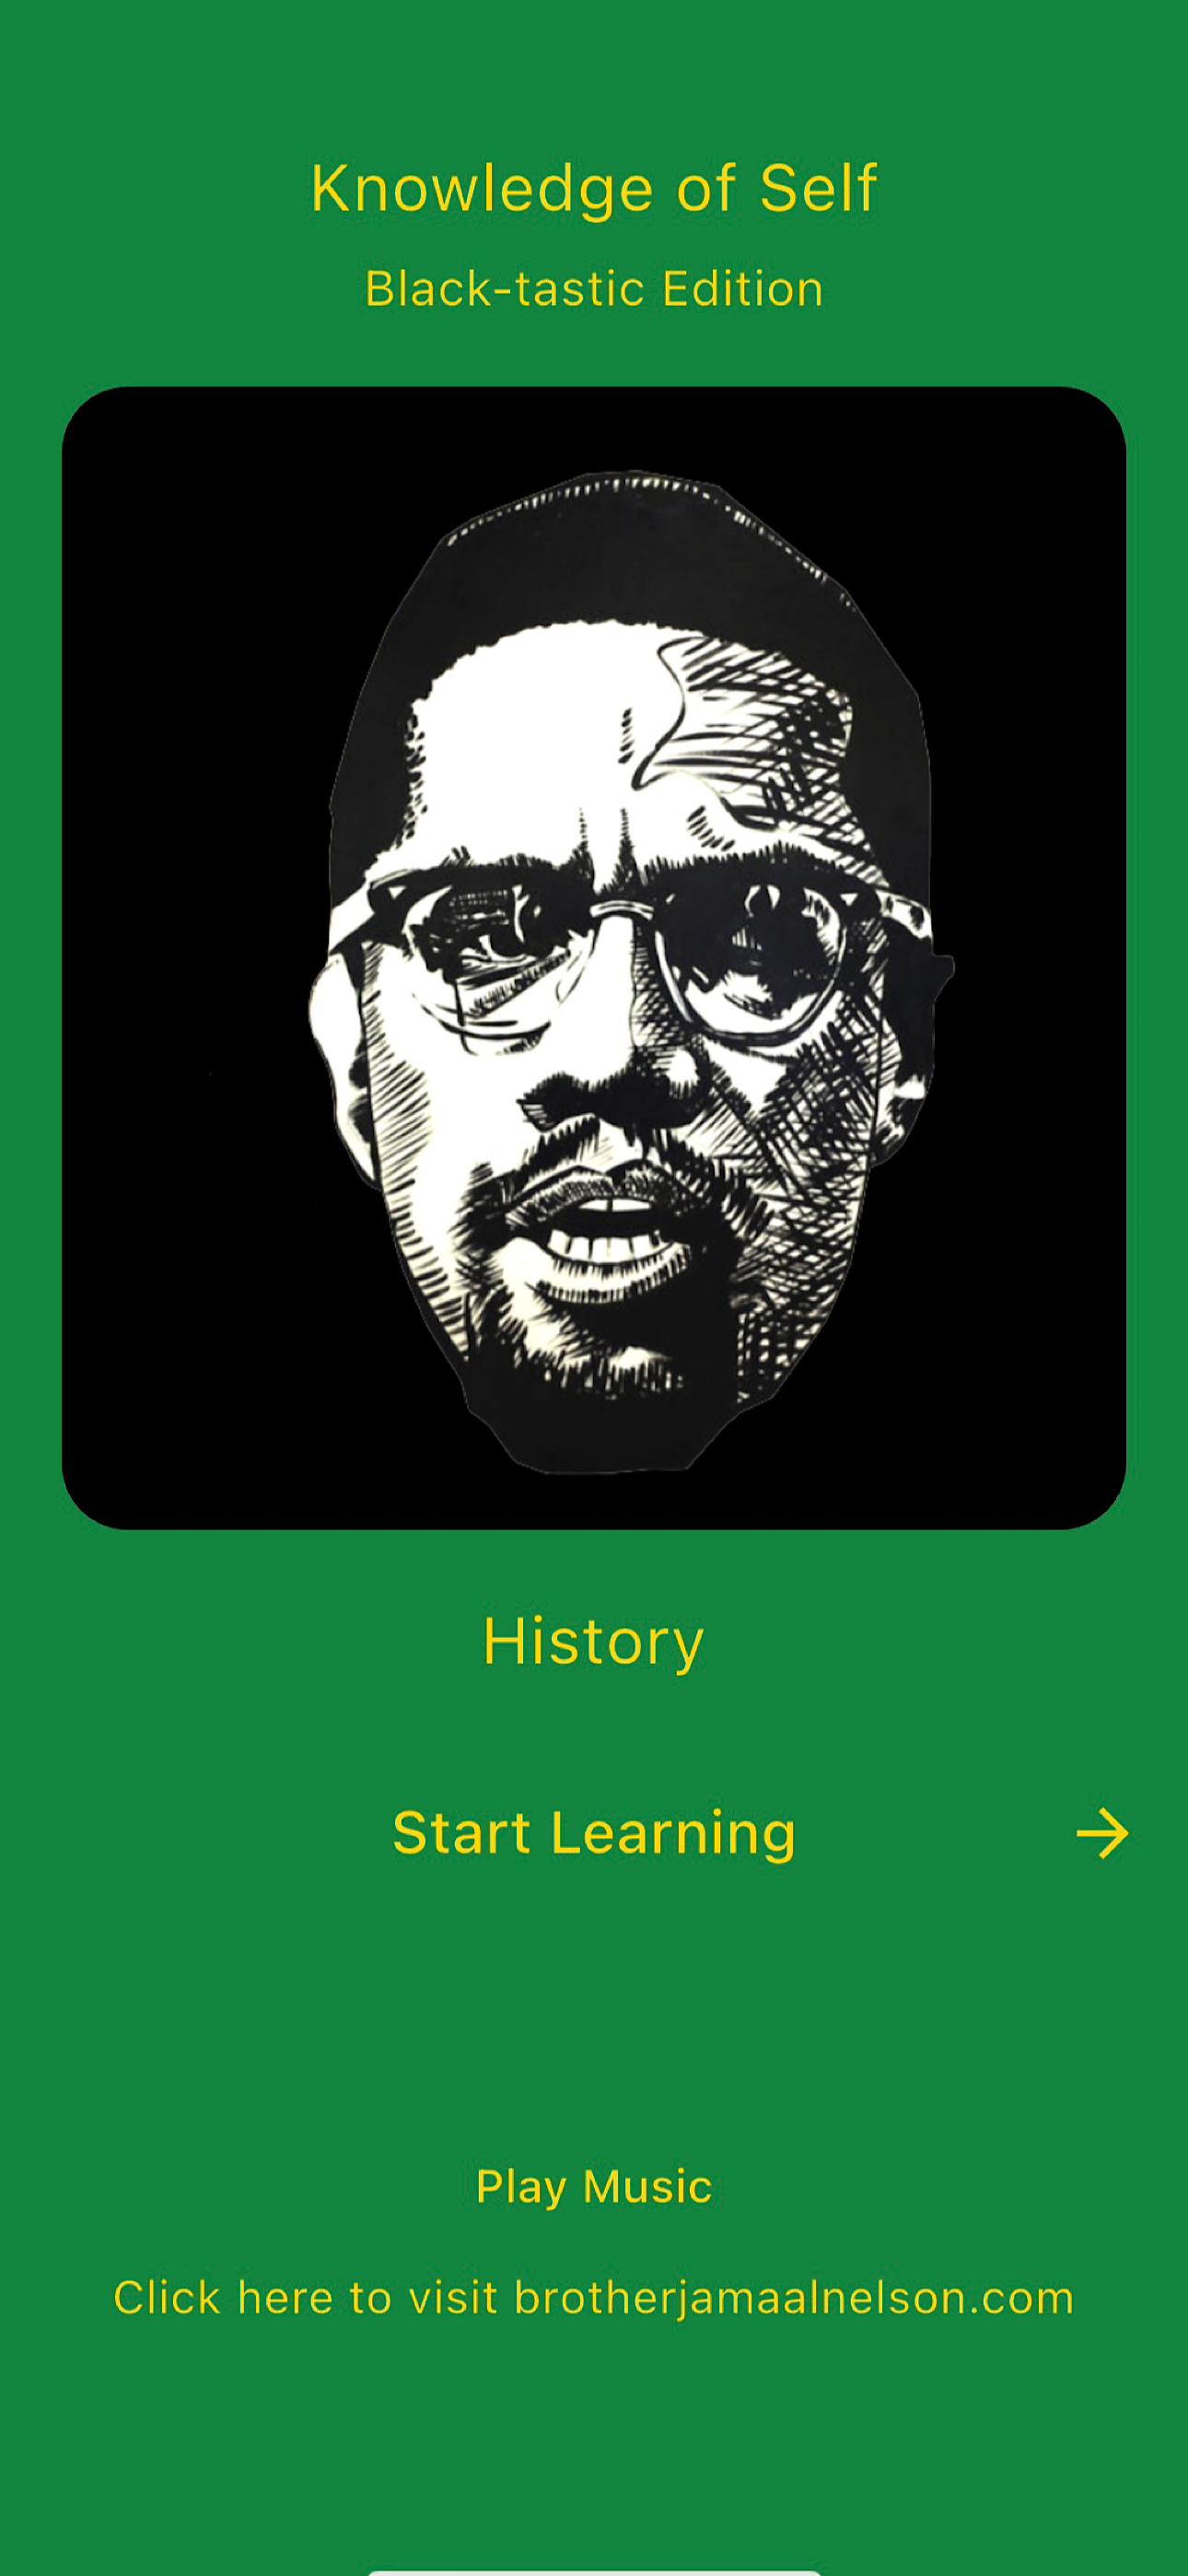 Knowledge of Self
Black-tastic Edition
History
Start Learning
Play Music
Click here to visit brotherjamaalnelson.com